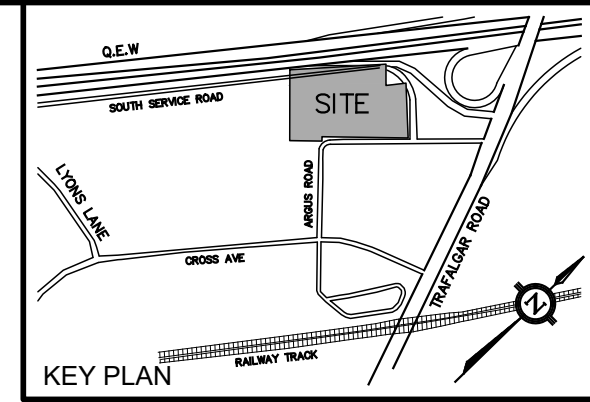 Q.E.W
SOUTH SERVICE ROAD
SITE
LYONS LANE
ARGUS ROAD
CROSS AVE
TRAFALGAR ROAD
N
RAILWAY TRACK
KEY PLAN